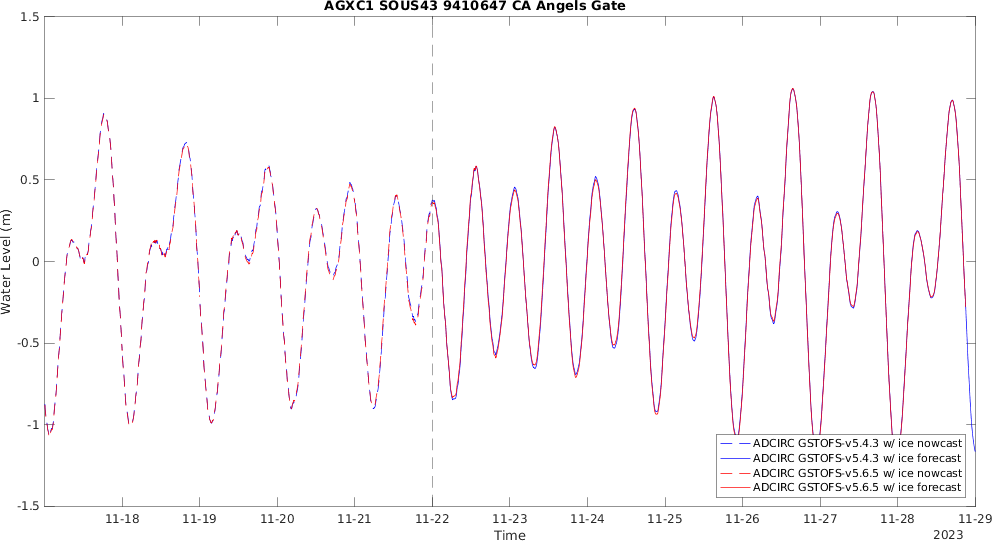 AGXC1 SOUS43 9410647 CA Angels Gate
1.5
1
0.5
0
-0.5
-1
-1.5
Water Level (m)
11-18 11-19 11-20 11-21 11-22 11-23 11-24 11-25 11-26 11-27 11-28 11-29
Time
2023
ADCIRC GSTOFS-v5.4.3 w/ ice nowcast
ADCIRC GSTOFS-v5.4.3 w/ ice forecast
ADCIRC GSTOFS-v5.6.5 w/ ice nowcast
ADCIRC GSTOFS-v5.6.5 w/ ice forecast